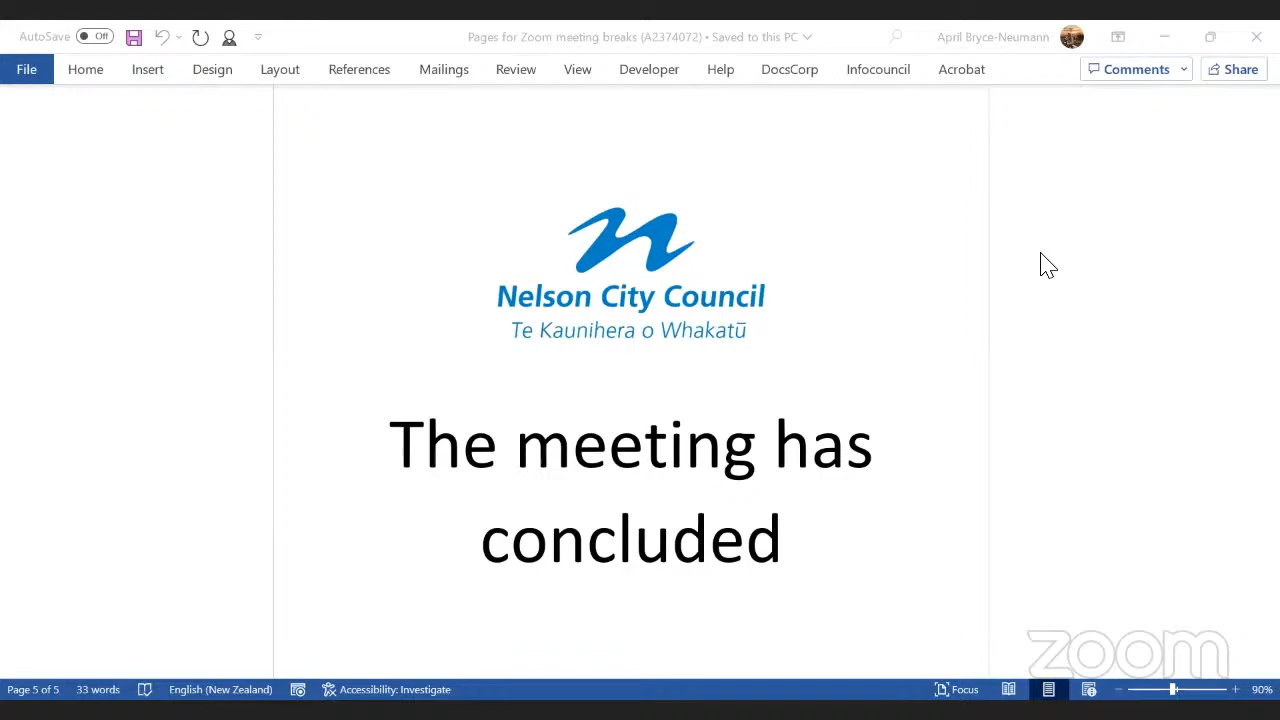 AutoSave Off Pages for Zoom meeting breaks (A2374072) • Saved to this PC April Bryce-Neumann
File Home Insert Design Layout References Mailings Review View Developer Help DocsCorp Infocouncil Acrobat Comments Share
Nelson City Council
Te Kaunihera o Whakatū
The meeting has
concluded
zoom
Page 5 of 5 33 words English (New Zealand) Accessibility: Investigate Focus 90%